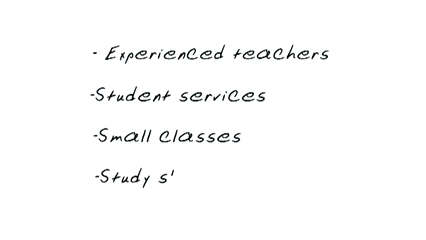 - Experienced teachers
-Student services
-Small classes
-Study s'